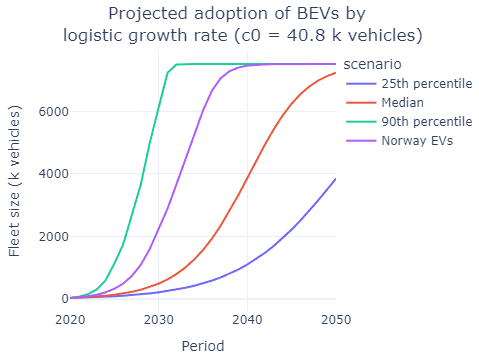 Projected adoption of BEVs by
logistic growth rate (c0 = 40.8 k vehicles)
scenario
25th percentile
Median
90th percentile
Norway EVs
Fleet size (k vehicles)
6000
4000
2000
0
2020
2030
2040
2050
Period